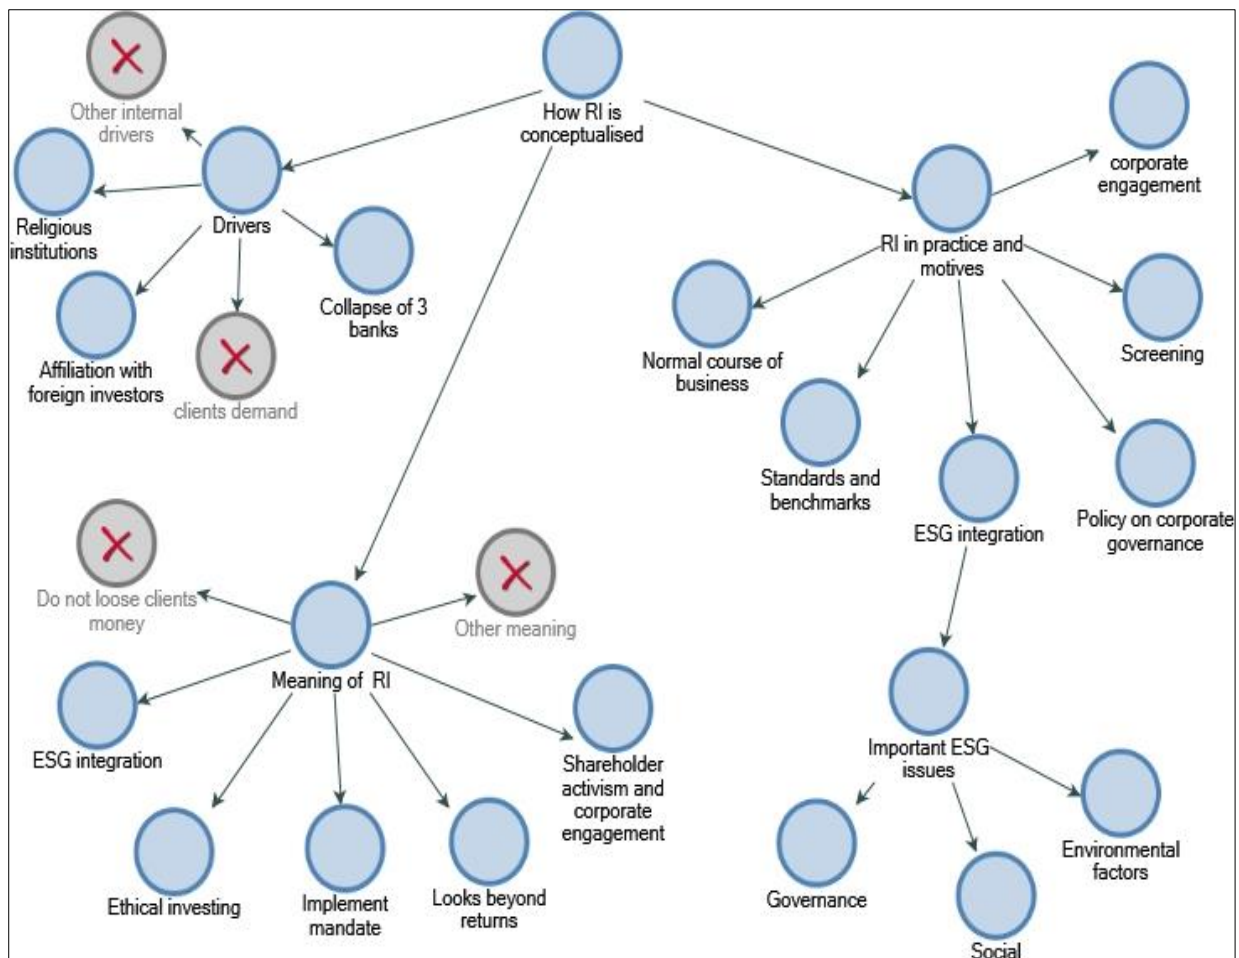 How RI is
conceptualised
Other internal
drivers
Religious
institutions
Drivers
Affiliation with
foreign investors
clients demand
Collapse of 3
banks
corporate
engagement
RI in practice and
motives
Normal course of
business
Standards and
benchmarks
ESG integration
Policy on corporate
governance
Screening
Do not loose clients
money
Other meaning
Meaning of RI
ESG integration
Ethical investing
Implement
mandate
Looks beyond
returns
Shareholder
activism and
corporate
engagement
Important ESG
issues
Governance
Social
Environmental
factors